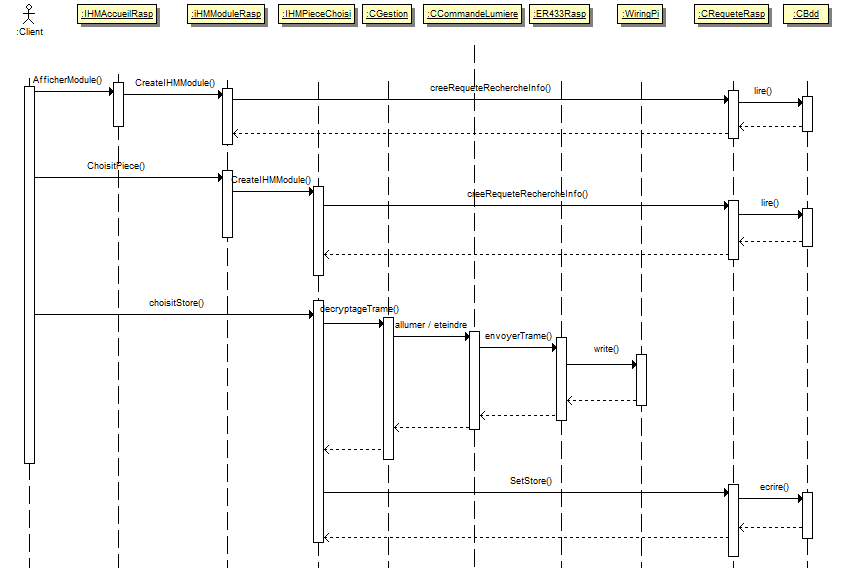 :Client
:IHMAccueilRasp
:iHMModuleRasp
:IHMPieceChoisi
:CGestion
:CCommandeLumiere
:ER433Rasp
:WiringPi
:CRequeteRasp
:CBdd
AfficherModule()
CreateIHMModule()
creeRequeteRechercheInfo()
lire()
ChoisitPiece()
CreateIHMModule()
creeRequeteRechercheInfo()
lire()
choisitStore()
decryptageTrame()
allumer / eteindre
envoyerTrame()
write()
SetStore()
ecrire()